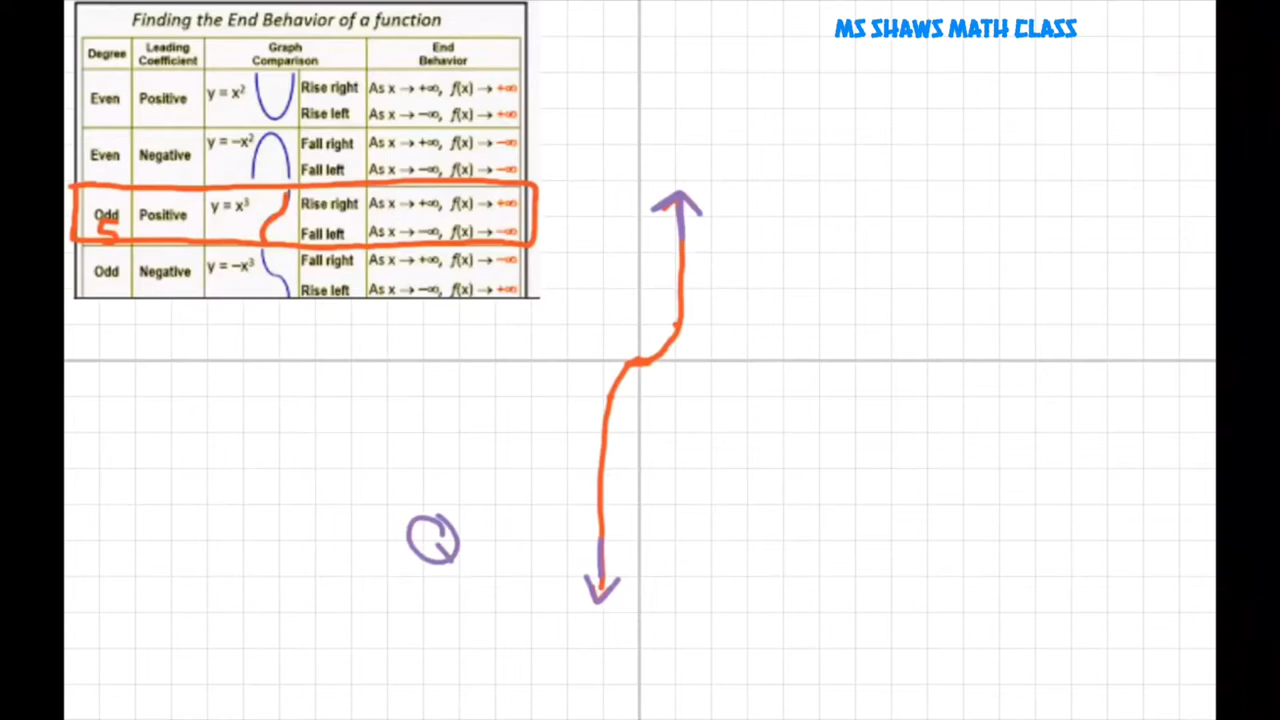 Finding the End Behavior of a function
MS SHAWS MATH CLASS
Degree Leading Coefficient Graph Comparison End Behavior
Even Positive y = x² Rise right As x → +∞, f(x) → +∞
Rise left As x → −∞, f(x) → +∞
Even Negative y = −x² Fall right As x → +∞, f(x) → −∞
Fall left As x → −∞, f(x) → −∞
Odd Positive y = x³ Rise right As x → +∞, f(x) → +∞
5 Fall left As x → −∞, f(x) → −∞
Odd Negative y = −x³ Fall right As x → +∞, f(x) → −∞
Rise left As x → −∞, f(x) → +∞